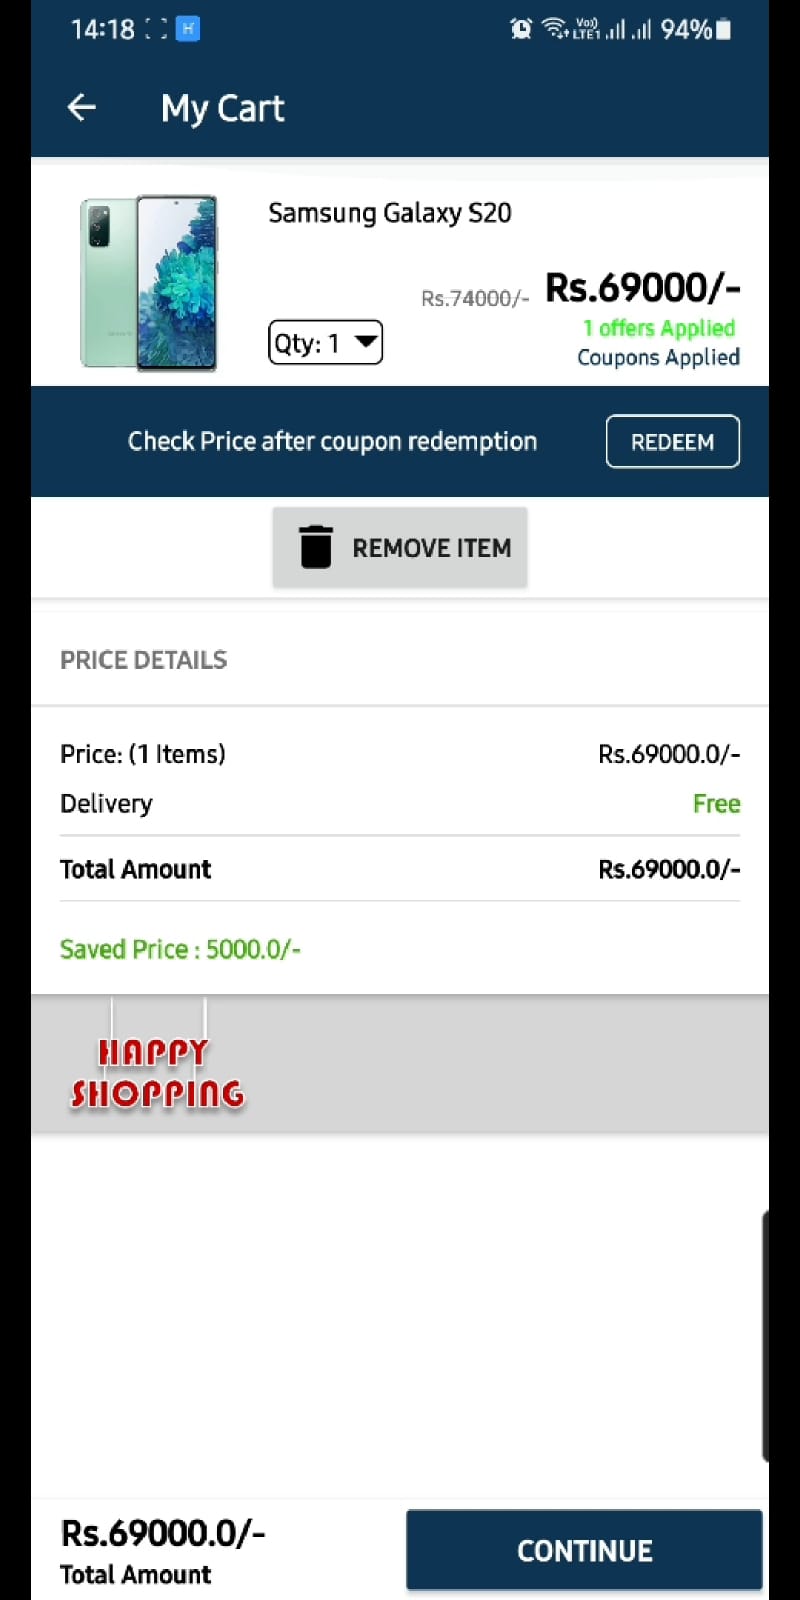 14:18 H Vo)) LTE1 94%
My Cart
Samsung Galaxy S20
Rs.74000/- Rs.69000/-
1 offers Applied
Qty: 1
Coupons Applied
Check Price after coupon redemption REDEEM
REMOVE ITEM
PRICE DETAILS
Price: (1 Items) Rs.69000.0/-
Delivery Free
Total Amount Rs.69000.0/-
Saved Price : 5000.0/-
HAPPY
SHOPPING
Rs.69000.0/-
Total Amount
CONTINUE